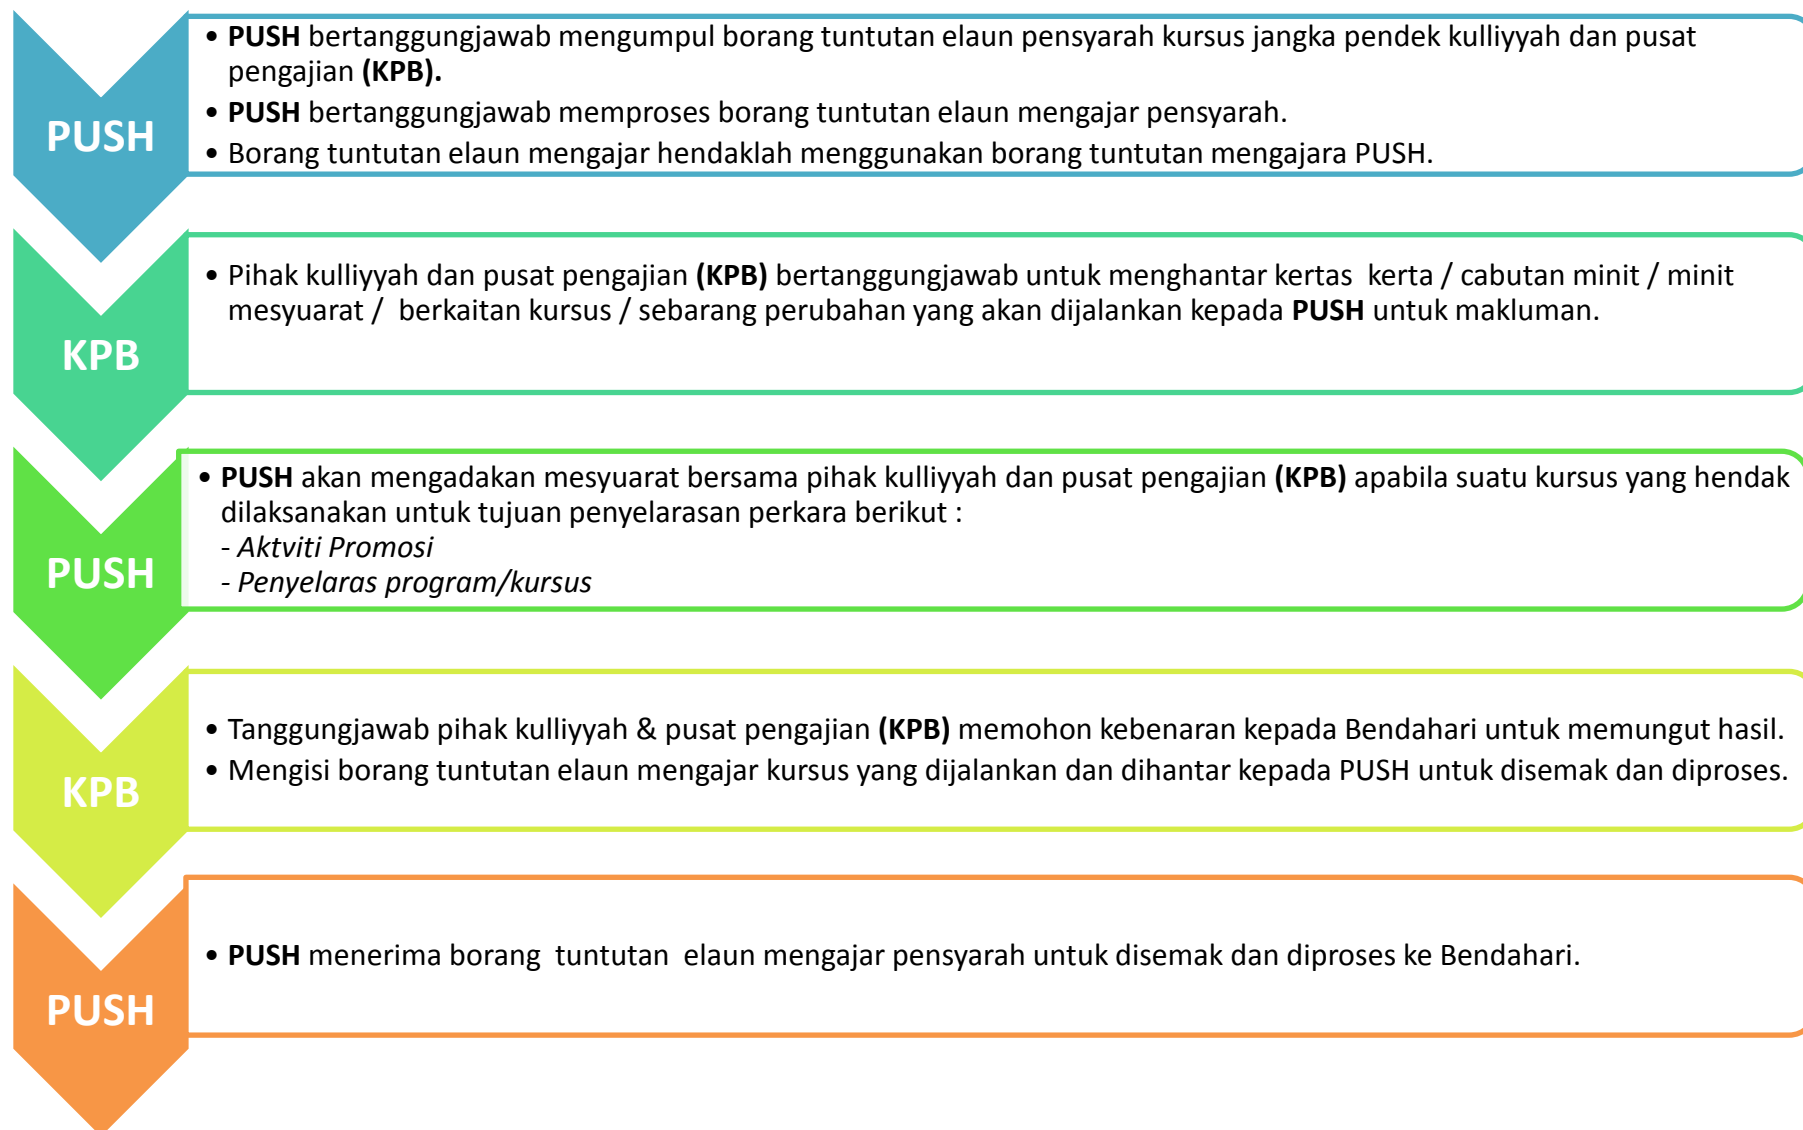 PUSH
• PUSH bertanggungjawab mengumpul borang tuntutan elaun pensyarah kursus jangka pendek kulliyyah dan pusat
pengajian (KPB).
• PUSH bertanggungjawab memproses borang tuntutan elaun mengajar pensyarah.
• Borang tuntutan elaun mengajar hendaklah menggunakan borang tuntutan mengajara PUSH.
KPB
• Pihak kulliyyah dan pusat pengajian (KPB) bertanggungjawab untuk menghantar kertas kerta / cabutan minit / minit
mesyuarat / berkaitan kursus / sebarang perubahan yang akan dijalankan kepada PUSH untuk makluman.
PUSH
• PUSH akan mengadakan mesyuarat bersama pihak kulliyyah dan pusat pengajian (KPB) apabila suatu kursus yang hendak
dilaksanakan untuk tujuan penyelarasan perkara berikut :
- Aktviti Promosi
- Penyelaras program/kursus
KPB
• Tanggungjawab pihak kulliyyah & pusat pengajian (KPB) memohon kebenaran kepada Bendahari untuk memungut hasil.
• Mengisi borang tuntutan elaun mengajar kursus yang dijalankan dan dihantar kepada PUSH untuk disemak dan diproses.
PUSH
• PUSH menerima borang tuntutan elaun mengajar pensyarah untuk disemak dan diproses ke Bendahari.